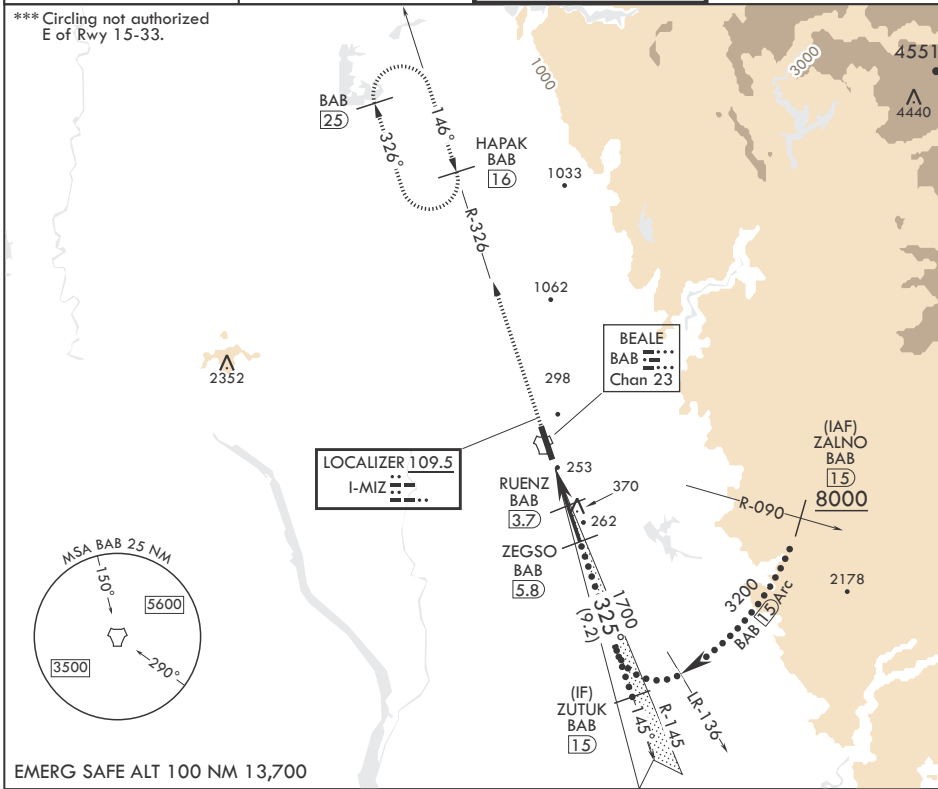 *** Circling not authorized
E of Rwy 15-33.
1000
3000
4551
4440
BAB
25
146°
326°
HAPAK
BAB
16
1033
R-326
1062
2352
BEALE
BAB
Chan 23
298
LOCALIZER 109.5
I-MIZ
253
RUENZ
BAB
3.7
370
262
(IAF)
ZALNO
BAB
15
8000
R-090
ZEGSO
BAB
5.8
2178
3200
BAB 15 Arc
1700
325°
(9.2)
(IF)
ZUTUK
BAB
15
145°
R-145
LR-136
MSA BAB 25 NM
150°
5600
3500
290°
EMERG SAFE ALT 100 NM 13,700